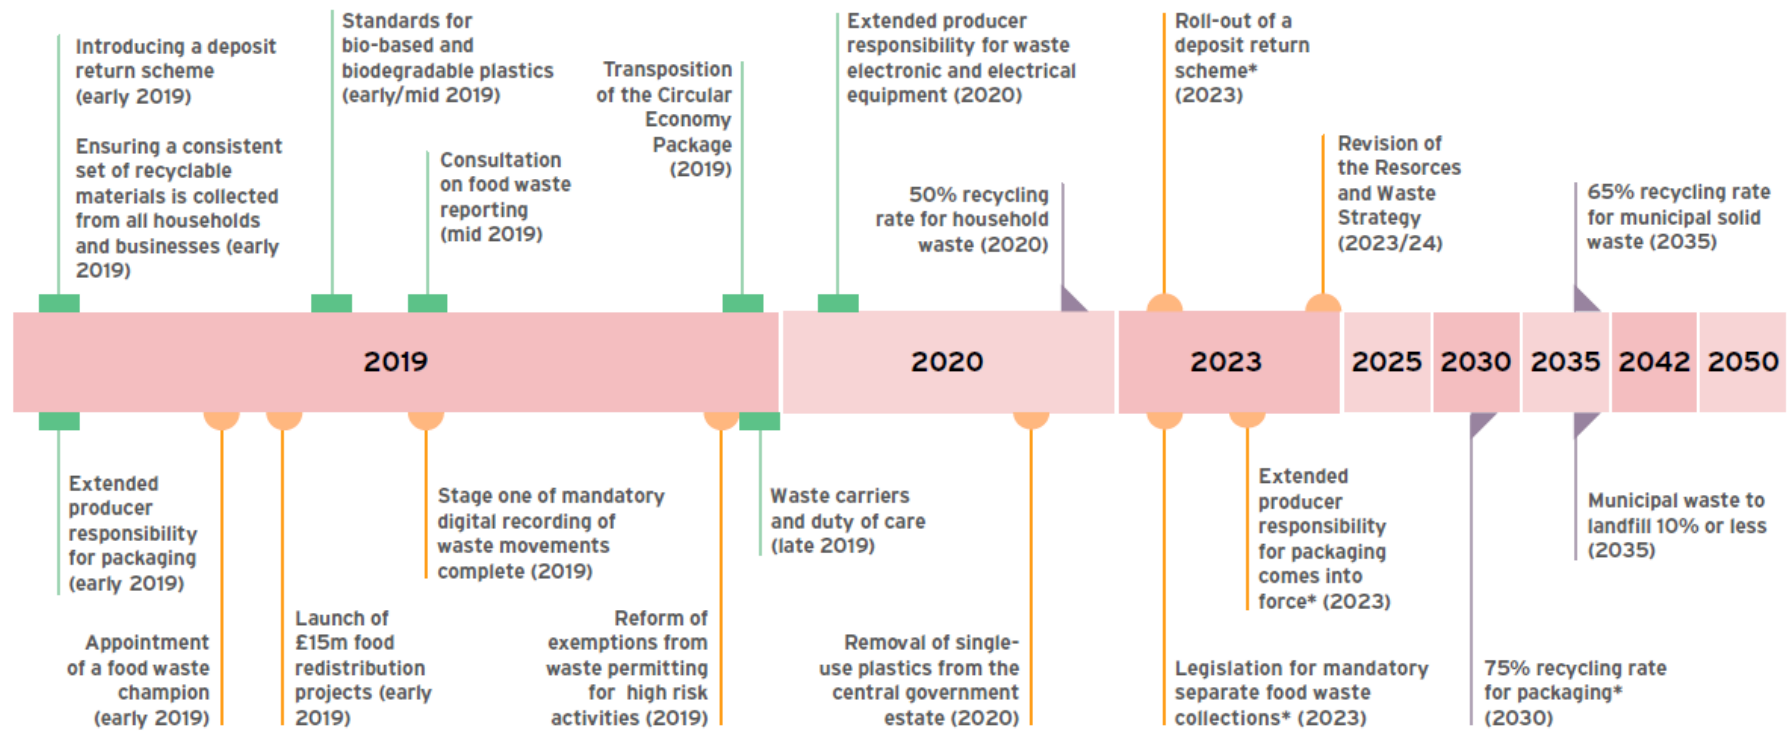 Introducing a deposit
return scheme
(early 2019)
Ensuring a consistent
set of recyclable
materials is collected
from all households
and businesses (early
2019)
Standards for
bio-based and
biodegradable plastics
(early/mid 2019)
Consultation
on food waste
reporting
(mid 2019)
Transposition
of the Circular
Economy
Package
(2019)
Extended producer
responsibility for waste
electronic and electrical
equipment (2020)
50% recycling
rate for household
waste (2020)
Roll-out of a
deposit return
scheme*
(2023)
Revision of
the Resorces
and Waste
Strategy
(2023/24)
65% recycling rate
for municipal solid
waste (2035)
2019
2020
2023
2025
2030
2035
2042
2050
Extended
producer
responsibility
for packaging
(early 2019)
Appointment
of a food waste
champion
(early 2019)
Launch of
£15m food
redistribution
projects (early
2019)
Stage one of mandatory
digital recording of
waste movements
complete (2019)
Reform of
exemptions from
waste permitting
for high risk
activities (2019)
Waste carriers
and duty of care
(late 2019)
Removal of single-
use plastics from the
central government
estate (2020)
Legislation for mandatory
separate food waste
collections* (2023)
Extended
producer
responsibility
for packaging
comes into
force* (2023)
75% recycling rate
for packaging*
(2030)
Municipal waste to
landfill 10% or less
(2035)